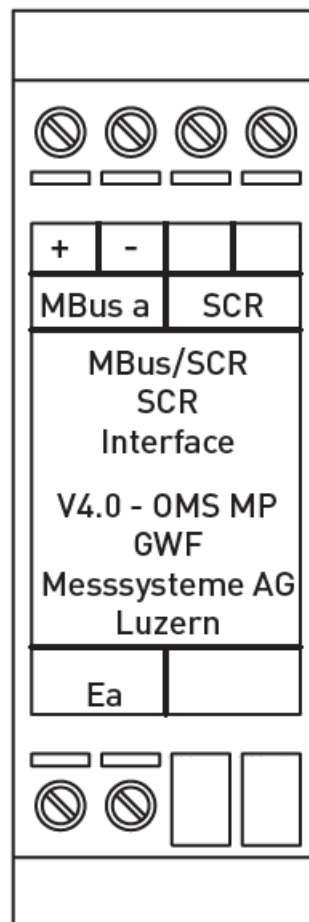 + -
MBus a SCR
MBus/SCR
SCR
Interface
V4.0 - OMS MP
GWF
Messsysteme AG
Luzern
Ea